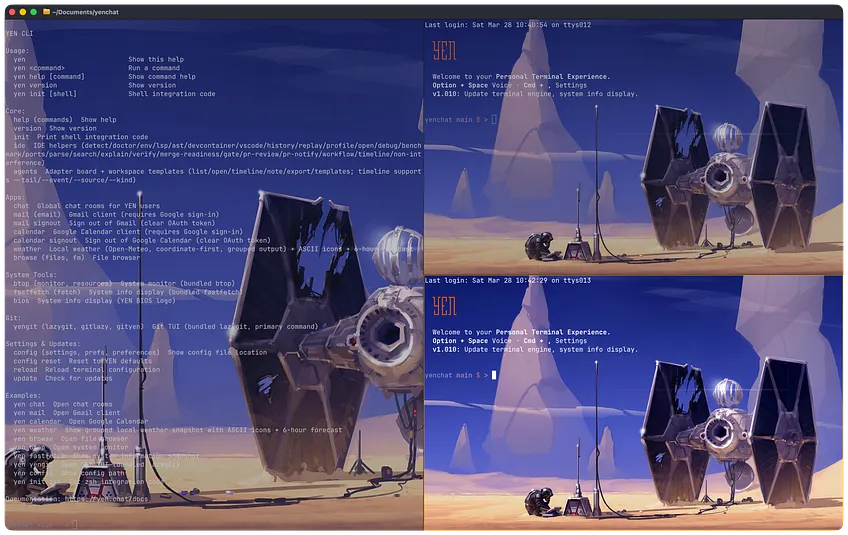 ~/Documents/yenchat
YEN CLI
Usage:
yen Show this help
yen <command> Run a command
yen help [command] Show command help
yen version Show version
yen init [shell] Shell integration code
Core:
help (commands) Show help
version Show version
init Print shell integration code
ide IDE helpers (detect/doctor/env/lsp/ast/devcontainer/vscode/history/replay/profile/open/debug/bench
mark/ports/parse/search/explain/verify/merge-readiness/gate/pr-review/pr-notify/workflow/timeline/non-int
erference)
agents Adapter board + workspace templates (list/open/timeline/note/export/templates; timeline support
s --tail/--event/--source/--kind)
Apps:
chat Global chat rooms for YEN users
mail (email) Gmail client (requires Google sign-in)
mail signout Sign out of Gmail (clear OAuth token)
calendar Google Calendar client (requires Google sign-in)
calendar signout Sign out of Google Calendar (clear OAuth token)
weather Local weather (Open-Meteo, coordinate-first, grouped output) + ASCII icons + 6-hour forecast
browse (files, fm) File browser
System Tools:
btop (monitor, resources) System monitor (bundled btop)
fastfetch (fetch) System info display (bundled fastfetch)
bios System info display (YEN BIOS logo)
Git:
yengit (lazygit, gitlazy, gityen) Git TUI (bundled lazygit, primary command)
Settings & Updates:
config (settings, prefs, preferences) Show config file location
config reset Reset to YEN defaults
reload Reload terminal configuration
update Check for updates
Examples:
yen chat Open chat rooms
yen mail Open Gmail client
yen calendar Open Google Calendar
yen weather Show grouped local weather snapshot with ASCII icons + 6-hour forecast
yen browse Open file browser
Open system monitor
yen config Show config path
yen init zsh integration
Documentation: https://yen.chat/docs
Last login: Sat Mar 28 10:40:54 on ttys012
YEN
Welcome to your Personal Terminal Experience.
Option + Space Voice · Cmd + , Settings
v1.010: Update terminal engine, system info display.
yenchat main $ >
Last login: Sat Mar 28 10:42:29 on ttys013
YEN
Welcome to your Personal Terminal Experience.
Option + Space Voice · Cmd + , Settings
v1.010: Update terminal engine, system info display.
yenchat main $ >